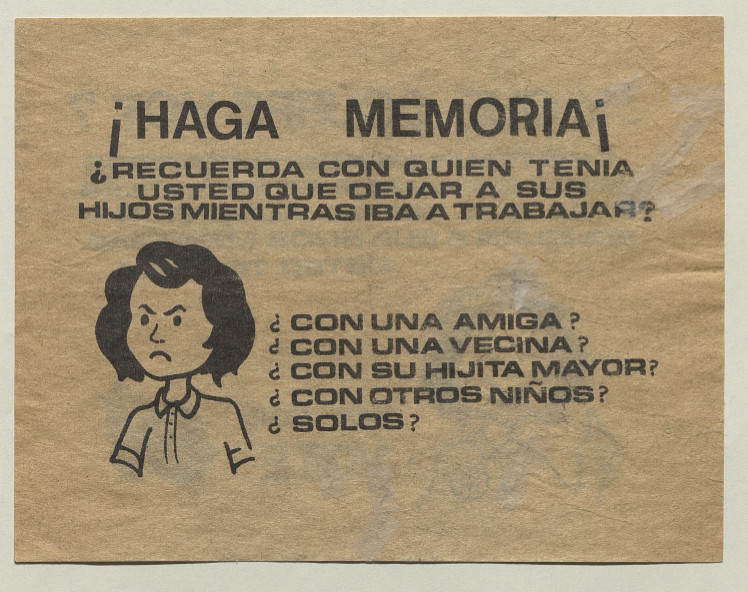 ¡HAGA MEMORIA¡
¿RECUERDA CON QUIEN TENIA
USTED QUE DEJAR A SUS
HIJOS MIENTRAS IBA A TRABAJAR?
¿ CON UNA AMIGA?
¿ CON UNA VECINA?
¿ CON SU HIJITA MAYOR?
¿ CON OTROS NIÑOS?
¿ SOLOS?